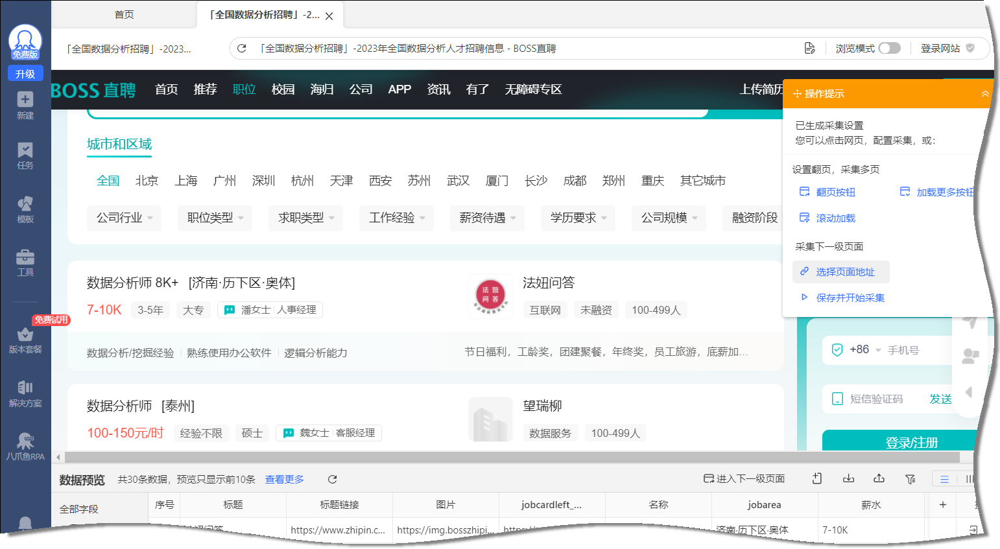 首页
「全国数据分析招聘」-2...
「全国数据分析招聘」-2023...
「全国数据分析招聘」-2023年全国数据分析人才招聘信息 - BOSS直聘
浏览模式
登录网站
免费版
升级
新建
任务
模板
工具
免费试用
版本套餐
解决方案
RPA
八爪鱼RPA
BOSS 直聘 首页 推荐 职位 校园 海归 公司 APP 资讯 有了 无障碍专区 上传简历
城市和区域
全国 北京 上海 广州 深圳 杭州 天津 西安 苏州 武汉 厦门 长沙 成都 郑州 重庆 其它城市
公司行业 职位类型 求职类型 工作经验 薪资待遇 学历要求 公司规模 融资阶段
数据分析师 8K+ [济南·历下区·奥体]
7-10K 3-5年 大专 潘女士 人事经理
法妞问答
法妞问答
互联网 未融资 100-499人
数据分析/挖掘经验 熟练使用办公软件 逻辑分析能力
节日福利，工龄奖，团建聚餐，年终奖，员工旅游，底薪加...
数据分析师 [泰州]
100-150元/时 经验不限 硕士 魏女士 客服经理
望瑞柳
数据服务 100-499人
操作提示
已生成采集设置
您可以点击网页，配置采集，或：
设置翻页，采集多页
翻页按钮 加载更多按钮
滚动加载
采集下一级页面
选择页面地址
保存并开始采集
+86 手机号
短信验证码 发送
登录/注册
数据预览 共30条数据，预览只显示前10条 查看更多
进入下一级页面
全部字段
序号 标题 标题链接 图片 jobcardleft_... 名称 jobarea 薪水 +
https://www.zhipin.c... https://img.bosszhipi... 济南·历下区·奥体 7-10K